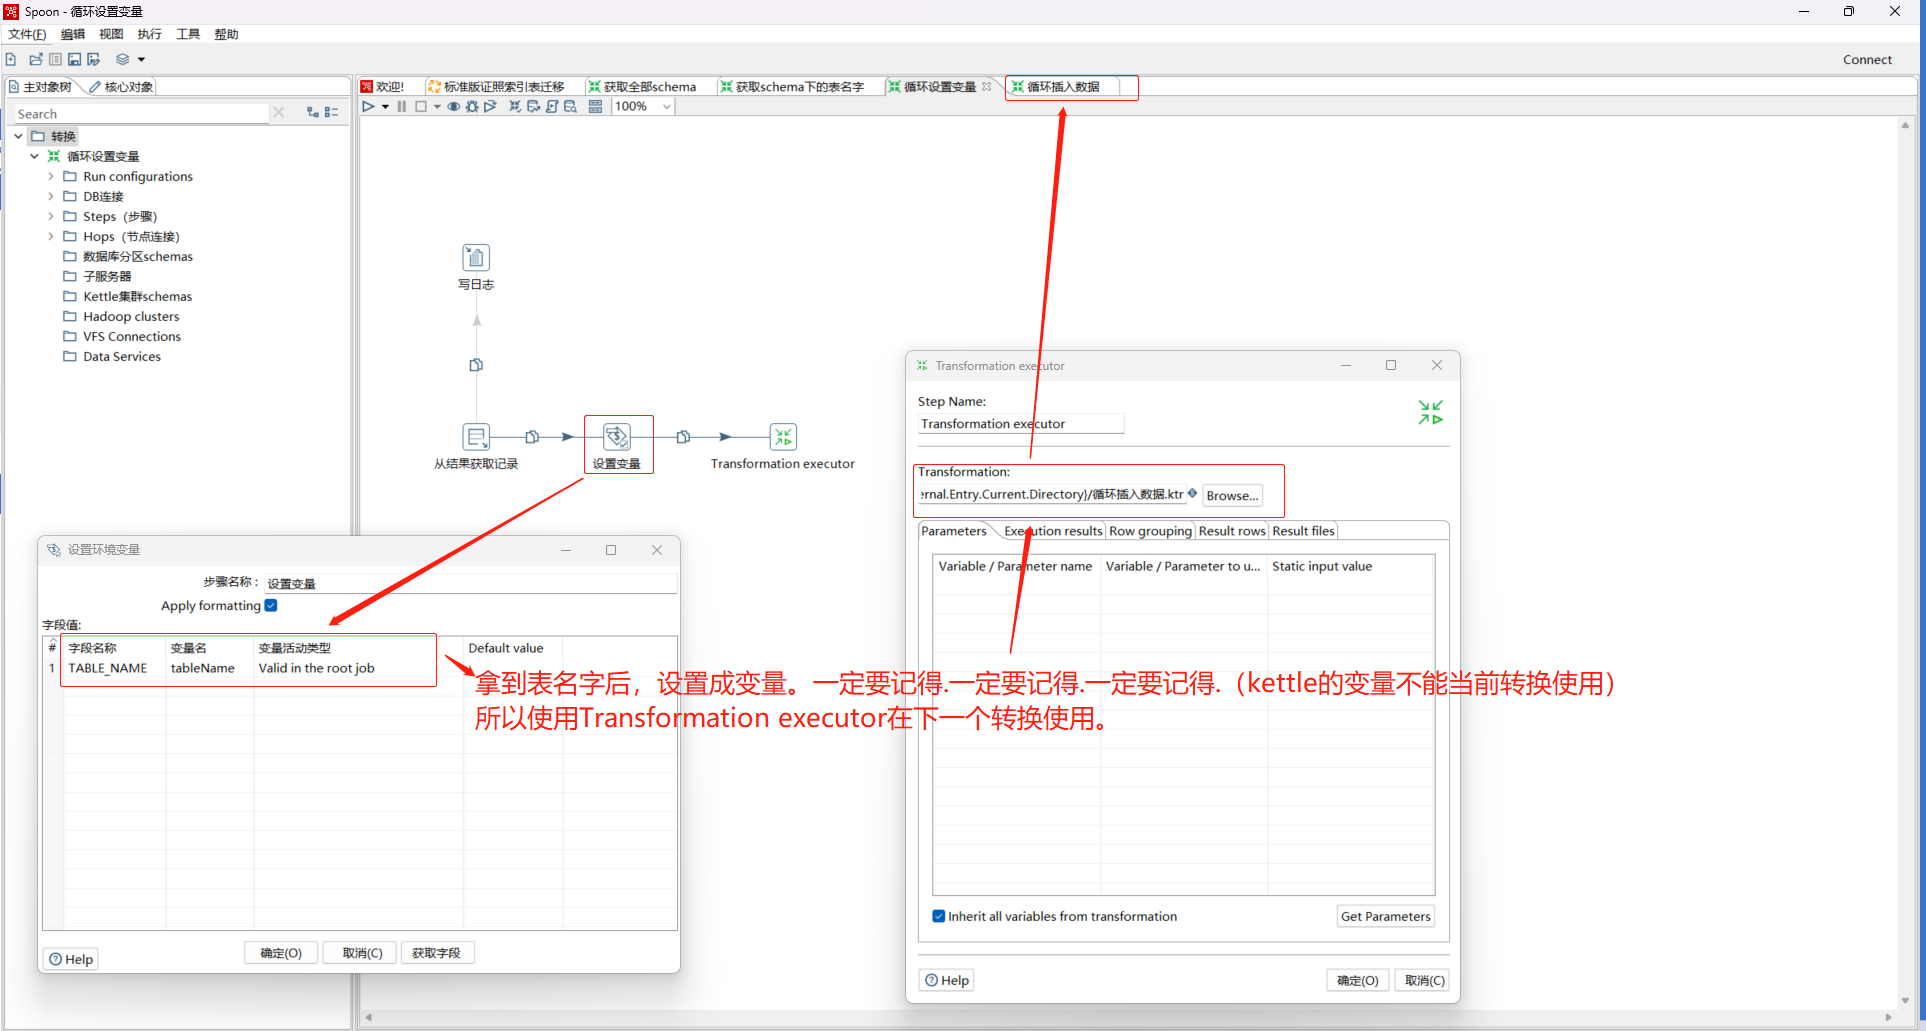 Spoon - 循环设置变量
文件(F) 编辑 视图 执行 工具 帮助
Connect
主对象树 核心对象
Search
转换
循环设置变量
Run configurations
DB连接
Steps（步骤）
Hops（节点连接）
数据库分区schemas
子服务器
Kettle集群schemas
Hadoop clusters
VFS Connections
Data Services
欢迎! 标准版证照索引表迁移 获取全部schema 获取schema下的表名字 循环设置变量 循环插入数据
100%
写日志
从结果获取记录 设置变量 Transformation executor
Transformation executor
Step Name:
Transformation executor
Transformation:
ernal.Entry.Current.Directory}/循环插入数据.ktr Browse...
Parameters Execution results Row grouping Result rows Result files
Variable / Parameter name Variable / Parameter to u... Static input value
Inherit all variables from transformation Get Parameters
Help 确定(O) 取消(C)
设置环境变量
步骤名称： 设置变量
Apply formatting
字段值:
# 字段名称 变量名 变量活动类型 Default value
1 TABLE_NAME tableName Valid in the root job
Help 确定(O) 取消(C) 获取字段
拿到表名字后，设置成变量。一定要记得.一定要记得.一定要记得.（kettle的变量不能当前转换使用）
所以使用Transformation executor在下一个转换使用。